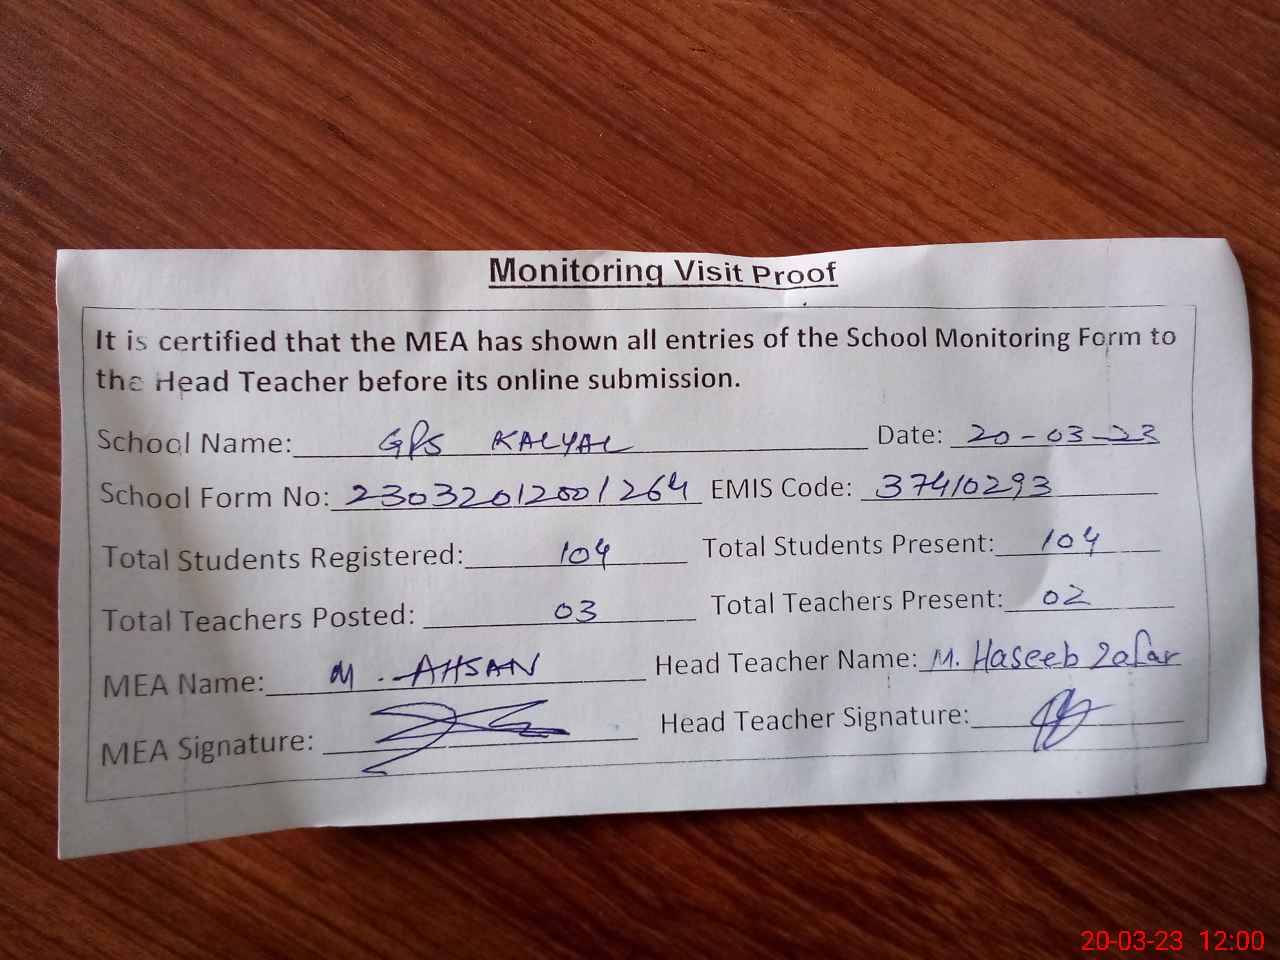 Monitoring Visit Proof
It is certified that the MEA has shown all entries of the School Monitoring Form to
the Head Teacher before its online submission.
School Name: GPS KALYAL Date: 20-03-23
School Form No: 230320120012​64 EMIS Code: 37410293
Total Students Registered: 104 Total Students Present: 104
Total Teachers Posted: 03 Total Teachers Present: 02
MEA Name: M. AHSAN Head Teacher Name: M. Haseeb Zafar
MEA Signature: Head Teacher Signature:
20-03-23 12:00